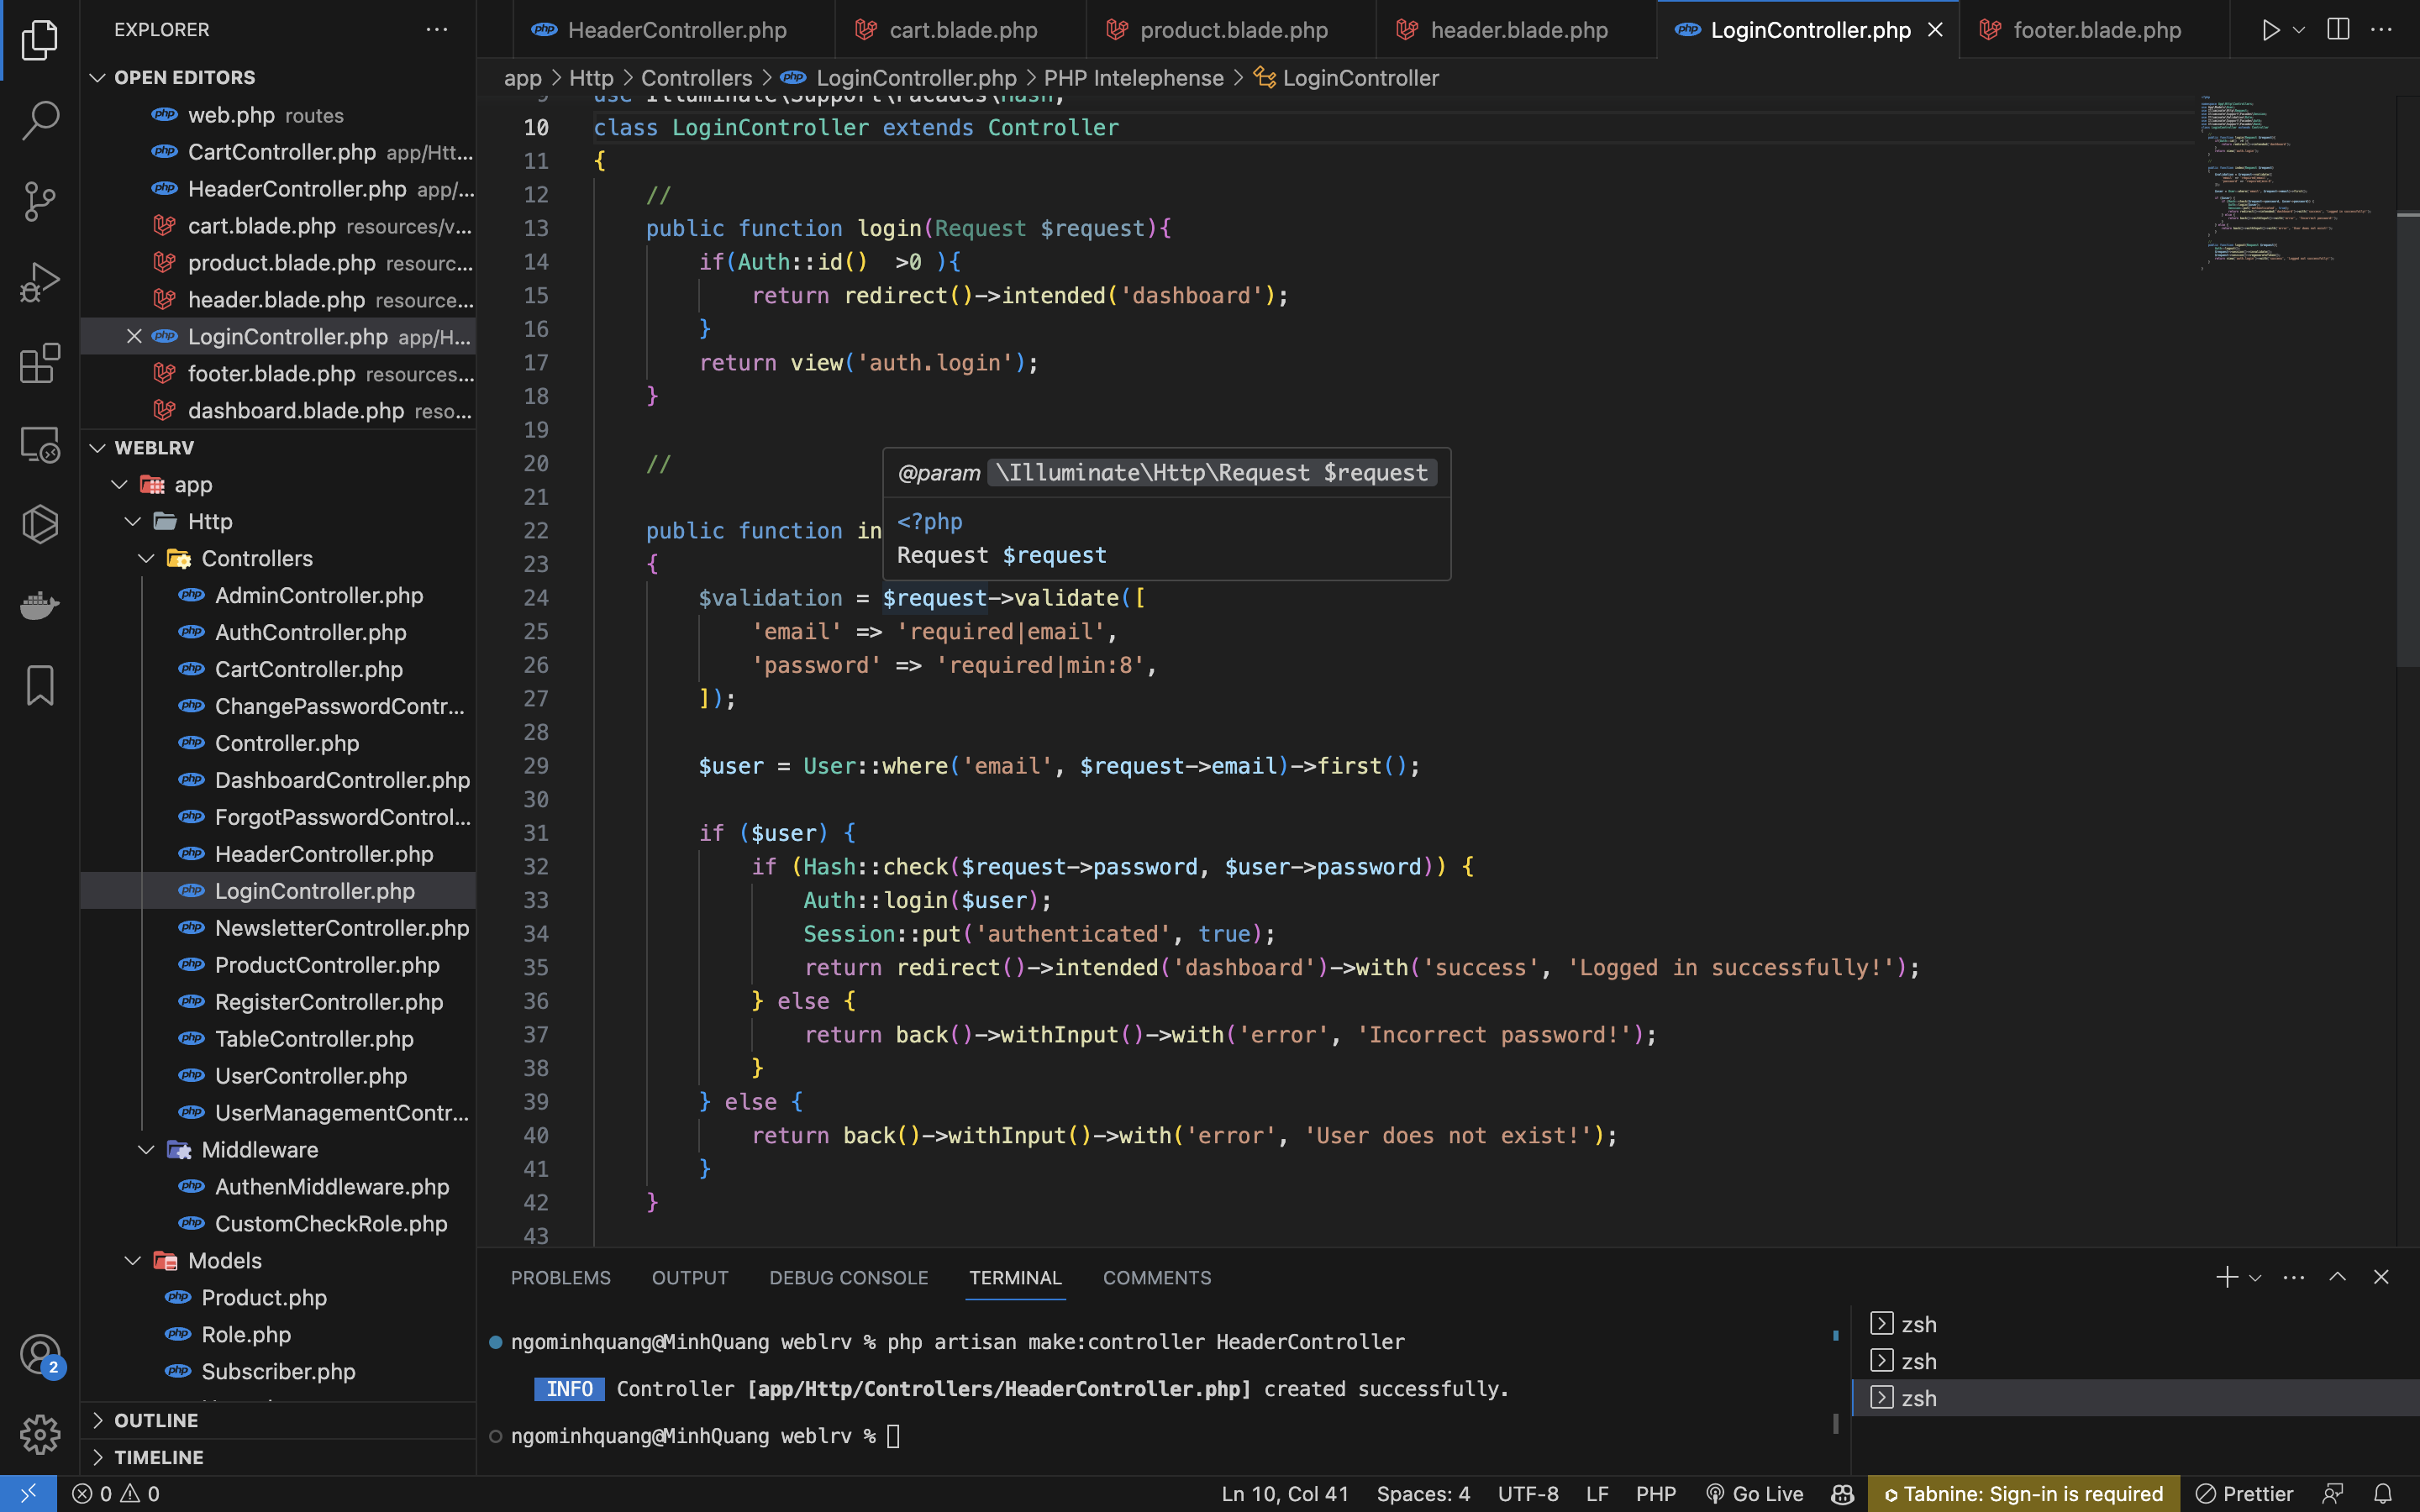 EXPLORER
OPEN EDITORS
web.php routes
CartController.php app/Htt...
HeaderController.php app/...
cart.blade.php resources/v...
product.blade.php resourc...
header.blade.php resource...
LoginController.php app/H...
footer.blade.php resources...
dashboard.blade.php reso...
WEBLRV
app
Http
Controllers
AdminController.php
AuthController.php
CartController.php
ChangePasswordContr...
Controller.php
DashboardController.php
ForgotPasswordControl...
HeaderController.php
LoginController.php
NewsletterController.php
ProductController.php
RegisterController.php
TableController.php
UserController.php
UserManagementContr...
Middleware
AuthenMiddleware.php
CustomCheckRole.php
Models
Product.php
Role.php
Subscriber.php
OUTLINE
TIMELINE
HeaderController.php cart.blade.php product.blade.php header.blade.php LoginController.php footer.blade.php
app > Http > Controllers > LoginController.php > PHP Intelephense > LoginController
9 use Illuminate\Support\Facades\Hash;
10 class LoginController extends Controller
11 {
12 //
13 public function login(Request $request){
14 if(Auth::id() >0 ){
15 return redirect()->intended('dashboard');
16 }
17 return view('auth.login');
18 }
19
20 //
21
22 public function in
23 {
24 $validation = $request->validate([
25 'email' => 'required|email',
26 'password' => 'required|min:8',
27 ]);
28
29 $user = User::where('email', $request->email)->first();
30
31 if ($user) {
32 if (Hash::check($request->password, $user->password)) {
33 Auth::login($user);
34 Session::put('authenticated', true);
35 return redirect()->intended('dashboard')->with('success', 'Logged in successfully!');
36 } else {
37 return back()->withInput()->with('error', 'Incorrect password!');
38 }
39 } else {
40 return back()->withInput()->with('error', 'User does not exist!');
41 }
42 }
43
@param \Illuminate\Http\Request $request
<?php
Request $request
PROBLEMS OUTPUT DEBUG CONSOLE TERMINAL COMMENTS
ngominhquang@MinhQuang weblrv % php artisan make:controller HeaderController
INFO Controller [app/Http/Controllers/HeaderController.php] created successfully.
ngominhquang@MinhQuang weblrv %
zsh
zsh
zsh
2
0 0
Ln 10, Col 41 Spaces: 4 UTF-8 LF PHP Go Live Tabnine: Sign-in is required Prettier